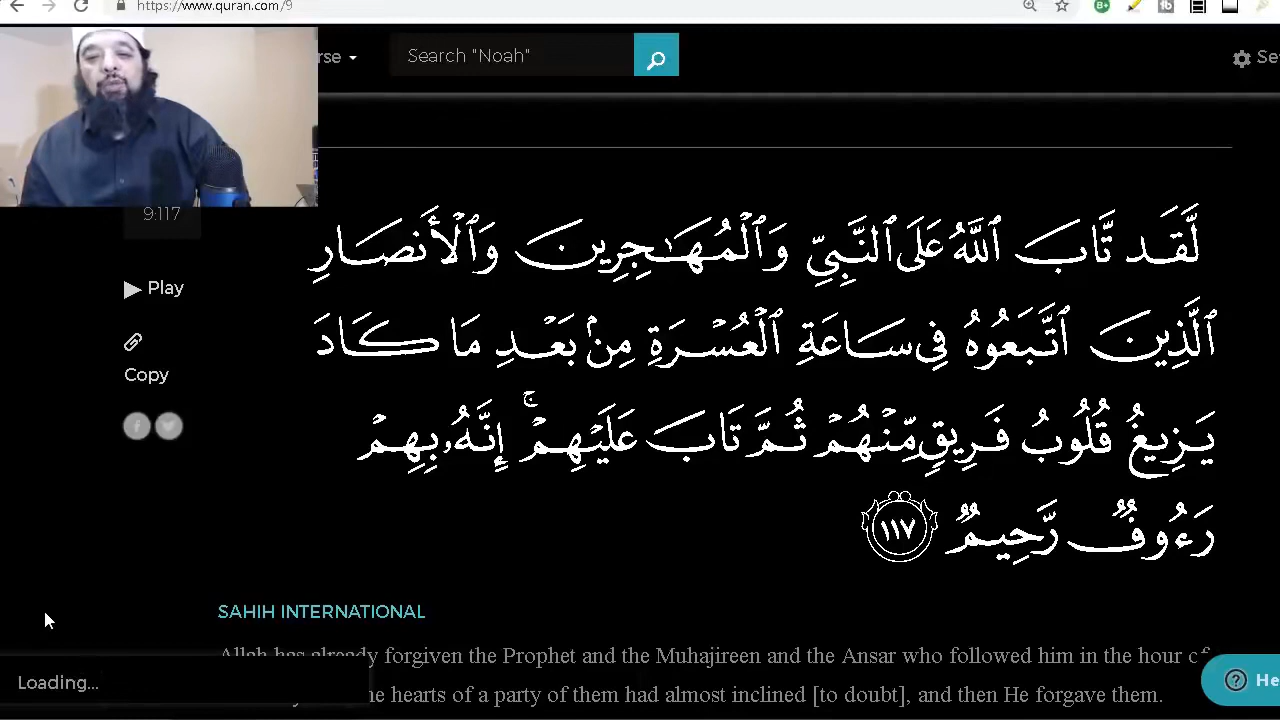 https://www.quran.com/9
Search "Noah"
9:117
Play
Copy
لَّقَد تَّابَ ٱللَّهُ عَلَى ٱلنَّبِىِّ وَٱلْمُهَـٰجِرِينَ وَٱلْأَنصَارِ
ٱلَّذِينَ ٱتَّبَعُوهُ فِى سَاعَةِ ٱلْعُسْرَةِ مِنۢ بَعْدِ مَا كَادَ
يَزِيغُ قُلُوبُ فَرِيقٍ مِّنْهُمْ ثُمَّ تَابَ عَلَيْهِمْ ۚ إِنَّهُۥ بِهِمْ
رَءُوفٌ رَّحِيمٌ ١١٧
SAHIH INTERNATIONAL
Allah has already forgiven the Prophet and the Muhajireen and the Ansar who followed him in the hour of
the hearts of a party of them had almost inclined [to doubt], and then He forgave them.
Loading...